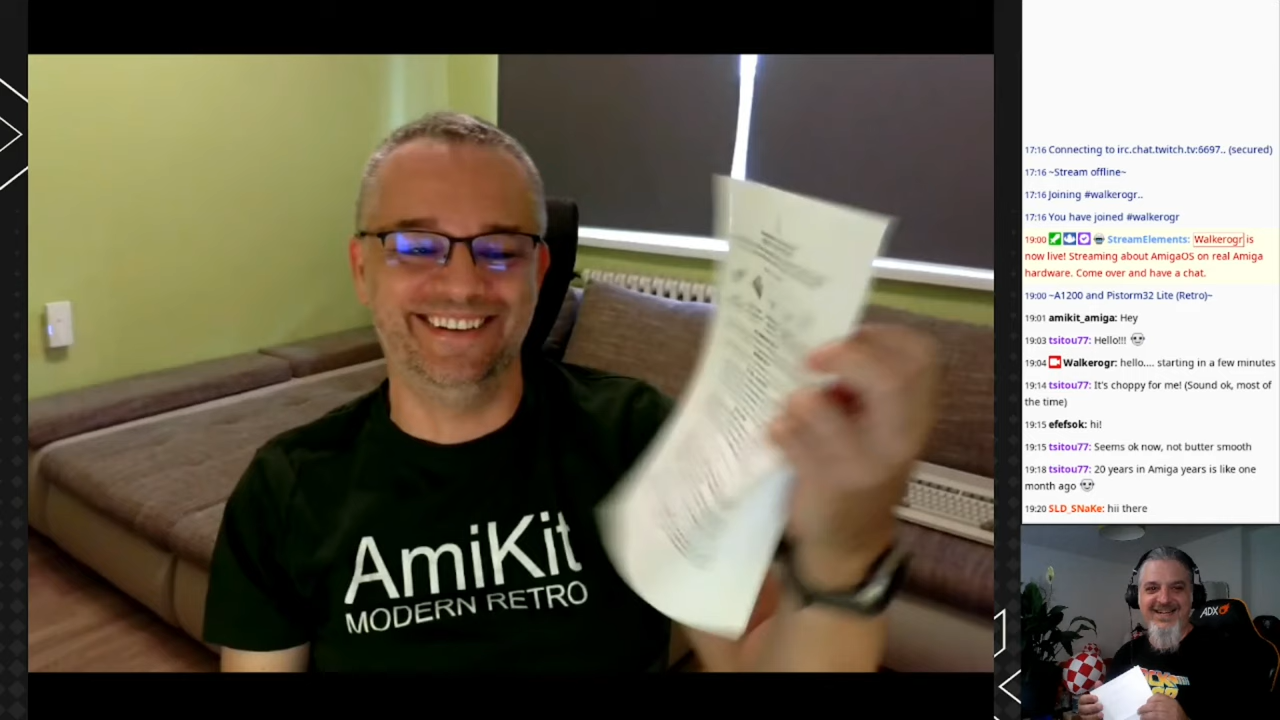 AmiKit
MODERN RETRO
17:16 Connecting to irc.chat.twitch.tv:6697.. (secured)
17:16 ~Stream offline~
17:16 Joining #walkerogr..
17:16 You have joined #walkerogr
19:00 StreamElements: Walkerogr is
now live! Streaming about AmigaOS on real Amiga
hardware. Come over and have a chat.
19:00 ~A1200 and Pistorm32 Lite (Retro)~
19:01 amikit_amiga: Hey
19:03 tsitou77: Hello!!!
19:04 Walkerogr: hello.... starting in a few minutes
19:14 tsitou77: It's choppy for me! (Sound ok, most of
the time)
19:15 efefsok: hi!
19:15 tsitou77: Seems ok now, not butter smooth
19:18 tsitou77: 20 years in Amiga years is like one
month ago
19:20 SLD_SNaKe: hii there
ADX